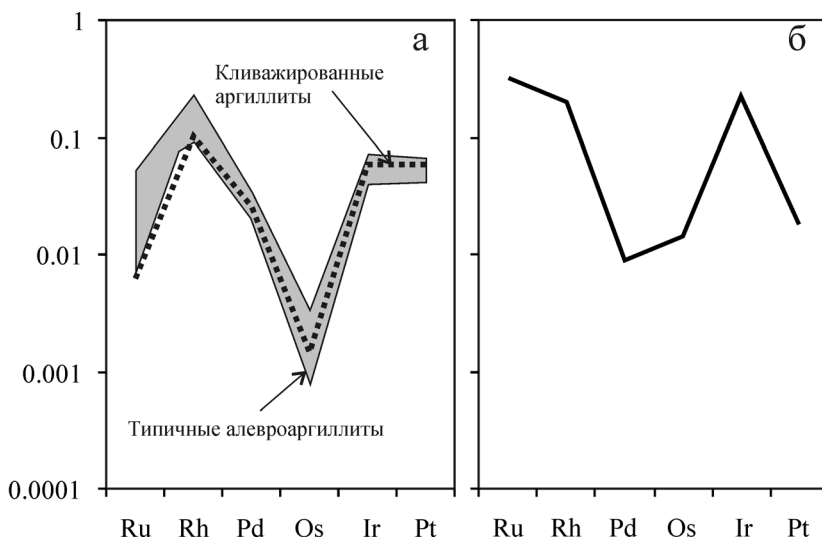 1
0.1
0.01
0.001
0.0001
а
Кливажированные
аргиллиты
Типичные алевроаргиллиты
Ru Rh Pd Os Ir Pt
б
Ru Rh Pd Os Ir Pt